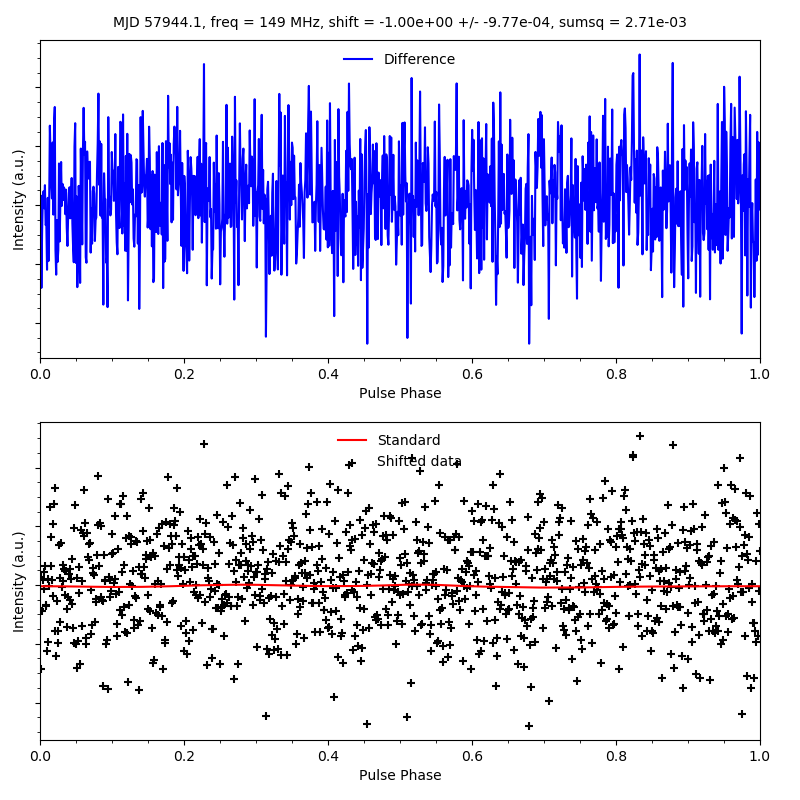 MJD 57944.1, freq = 149 MHz, shift = -1.00e+00 +/- -9.77e-04, sumsq = 2.71e-03
Difference
Intensity (a.u.)
0.0 0.2 0.4 0.6 0.8 1.0
Pulse Phase
Standard
Shifted data
Intensity (a.u.)
0.0 0.2 0.4 0.6 0.8 1.0
Pulse Phase